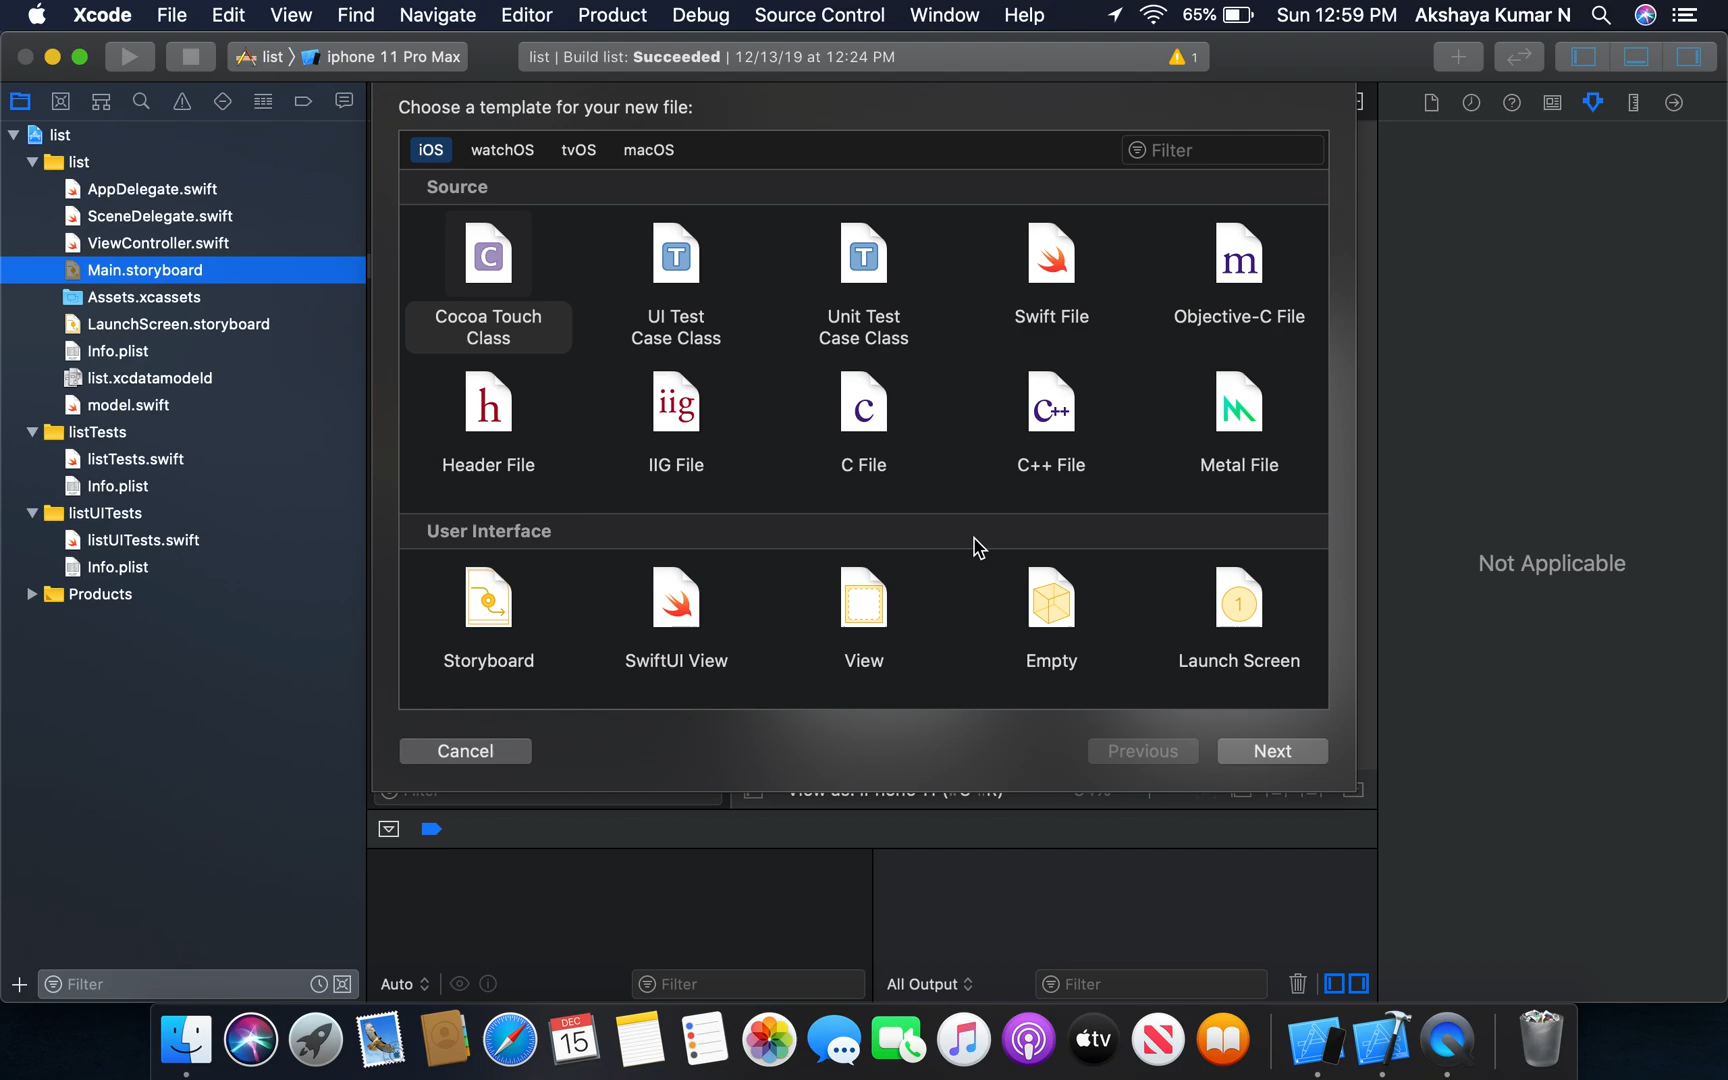 Xcode File Edit View Find Navigate Editor Product Debug Source Control Window Help 65% Sun 12:59 PM Akshaya Kumar N
list iphone 11 Pro Max
list | Build list: Succeeded | 12/13/19 at 12:24 PM
1
list
list
AppDelegate.swift
SceneDelegate.swift
ViewController.swift
Main.storyboard
Assets.xcassets
LaunchScreen.storyboard
Info.plist
list.xcdatamodeld
model.swift
listTests
listTests.swift
Info.plist
listUITests
listUITests.swift
Info.plist
Products
Filter
Choose a template for your new file:
iOS watchOS tvOS macOS
Filter
Source
C T T m
Cocoa Touch Class
UI Test Case Class
Unit Test Case Class
Swift File
Objective-C File
h iig c C++
Header File
IIG File
C File
C++ File
Metal File
User Interface
1
Storyboard
SwiftUI View
View
Empty
Launch Screen
Cancel
Previous
Next
Not Applicable
Auto
Filter
All Output
Filter
DEC
15
tv